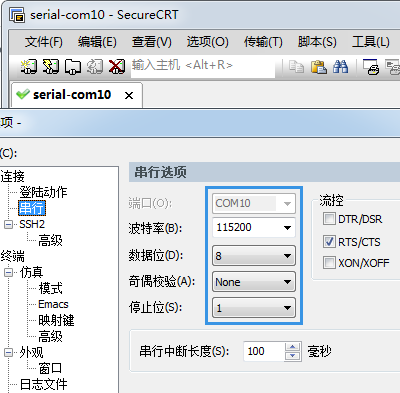 serial-com10 - SecureCRT
文件(F) 编辑(E) 查看(V) 选项(O) 传输(T) 脚本(S) 工具(L)
输入主机 <Alt+R>
serial-com10 ×
项 -
(C):
连接
登陆动作
串行
SSH2
高级
终端
仿真
模式
Emacs
映射键
高级
外观
窗口
日志文件
串行选项
端口(O): COM10
波特率(B): 115200
数据位(D): 8
奇偶校验(A): None
停止位(S): 1
流控
DTR/DSR
RTS/CTS
XON/XOFF
串行中断长度(S): 100 毫秒